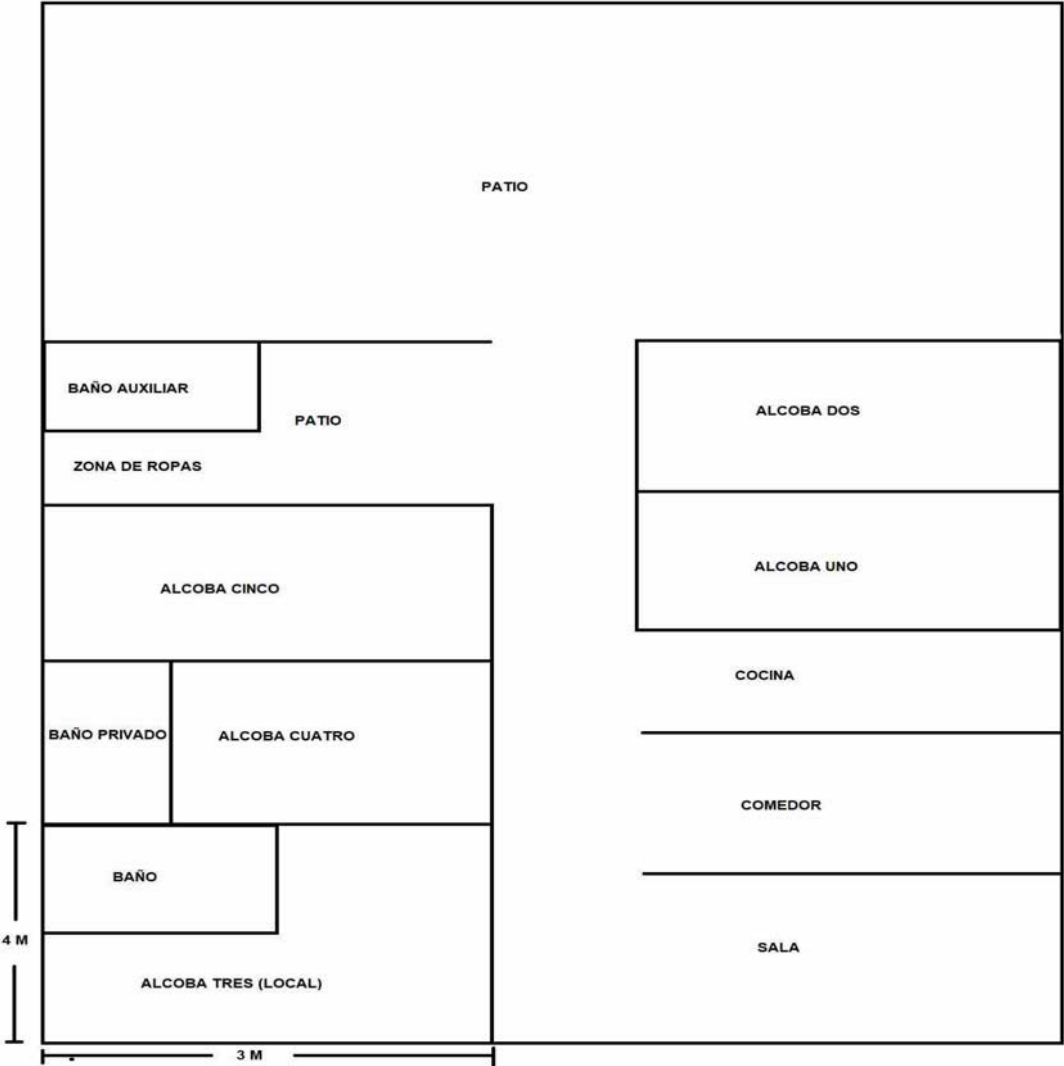 PATIO
BAÑO AUXILIAR
PATIO
ZONA DE ROPAS
ALCOBA DOS
ALCOBA CINCO
ALCOBA UNO
BAÑO PRIVADO
ALCOBA CUATRO
COCINA
COMEDOR
BAÑO
4 M
SALA
ALCOBA TRES (LOCAL)
3 M